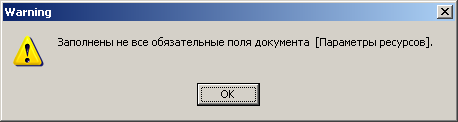 Warning
Заполнены не все обязательные поля документа [Параметры ресурсов].
OK